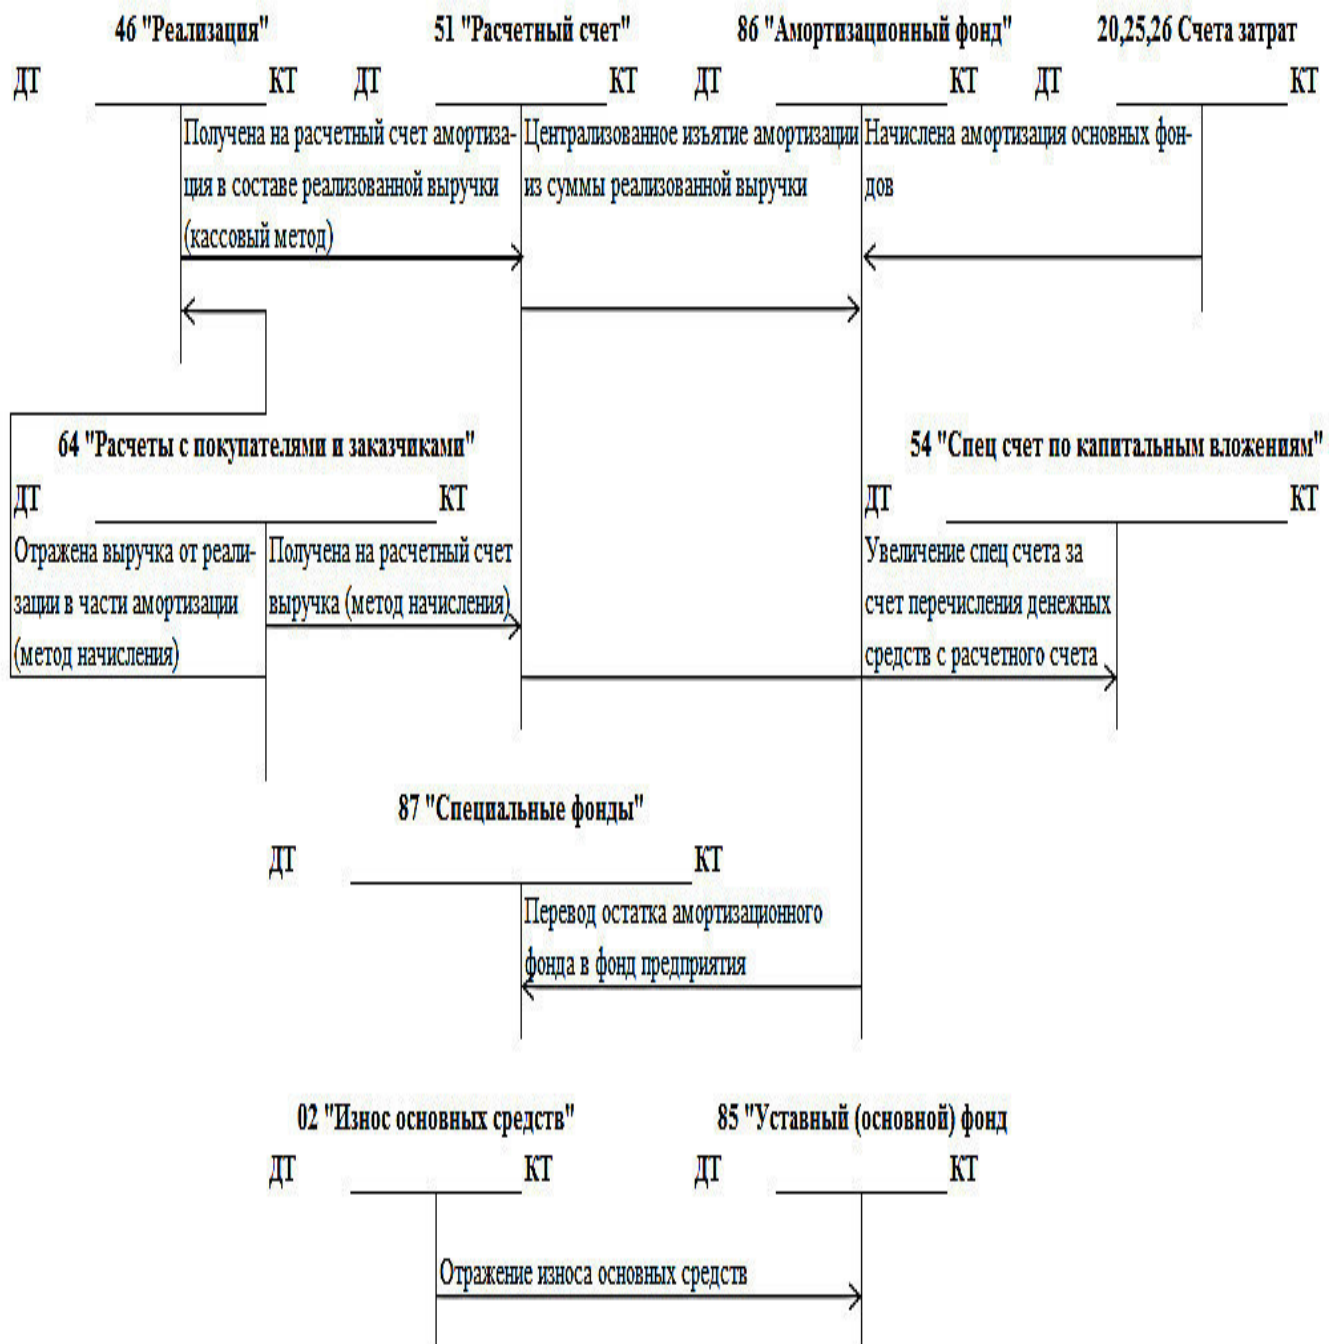 46 "Реализация" 51 "Расчетный счет" 86 "Амортизационный фонд" 20,25,26 Счета затрат
ДТ КТ ДТ КТ ДТ КТ ДТ КТ
Получена на расчетный счет амортиза-
ция в составе реализованной выручки
(кассовый метод)
Централизованное изьятие амортизации
из суммы реализованной выручки
Начислена амортизация основных фон-
дов
64 "Расчеты с покупателями и заказчиками" 54 "Спец счет по капитальным вложениям"
ДТ КТ ДТ КТ
Отражена выручка от реали-
зации в части амортизации
(метод начисления)
Получена на расчетный счет
выручка (метод начисления)
Увеличение спец счета за
счет перечисления денежных
средств с расчетного счета
87 "Специальные фонды"
ДТ КТ
Перевод остатка амортизационного
фонда в фонд предприятия
02 "Износ основных средств" 85 "Уставный (основной) фонд
ДТ КТ ДТ КТ
Отражение износа основных средств